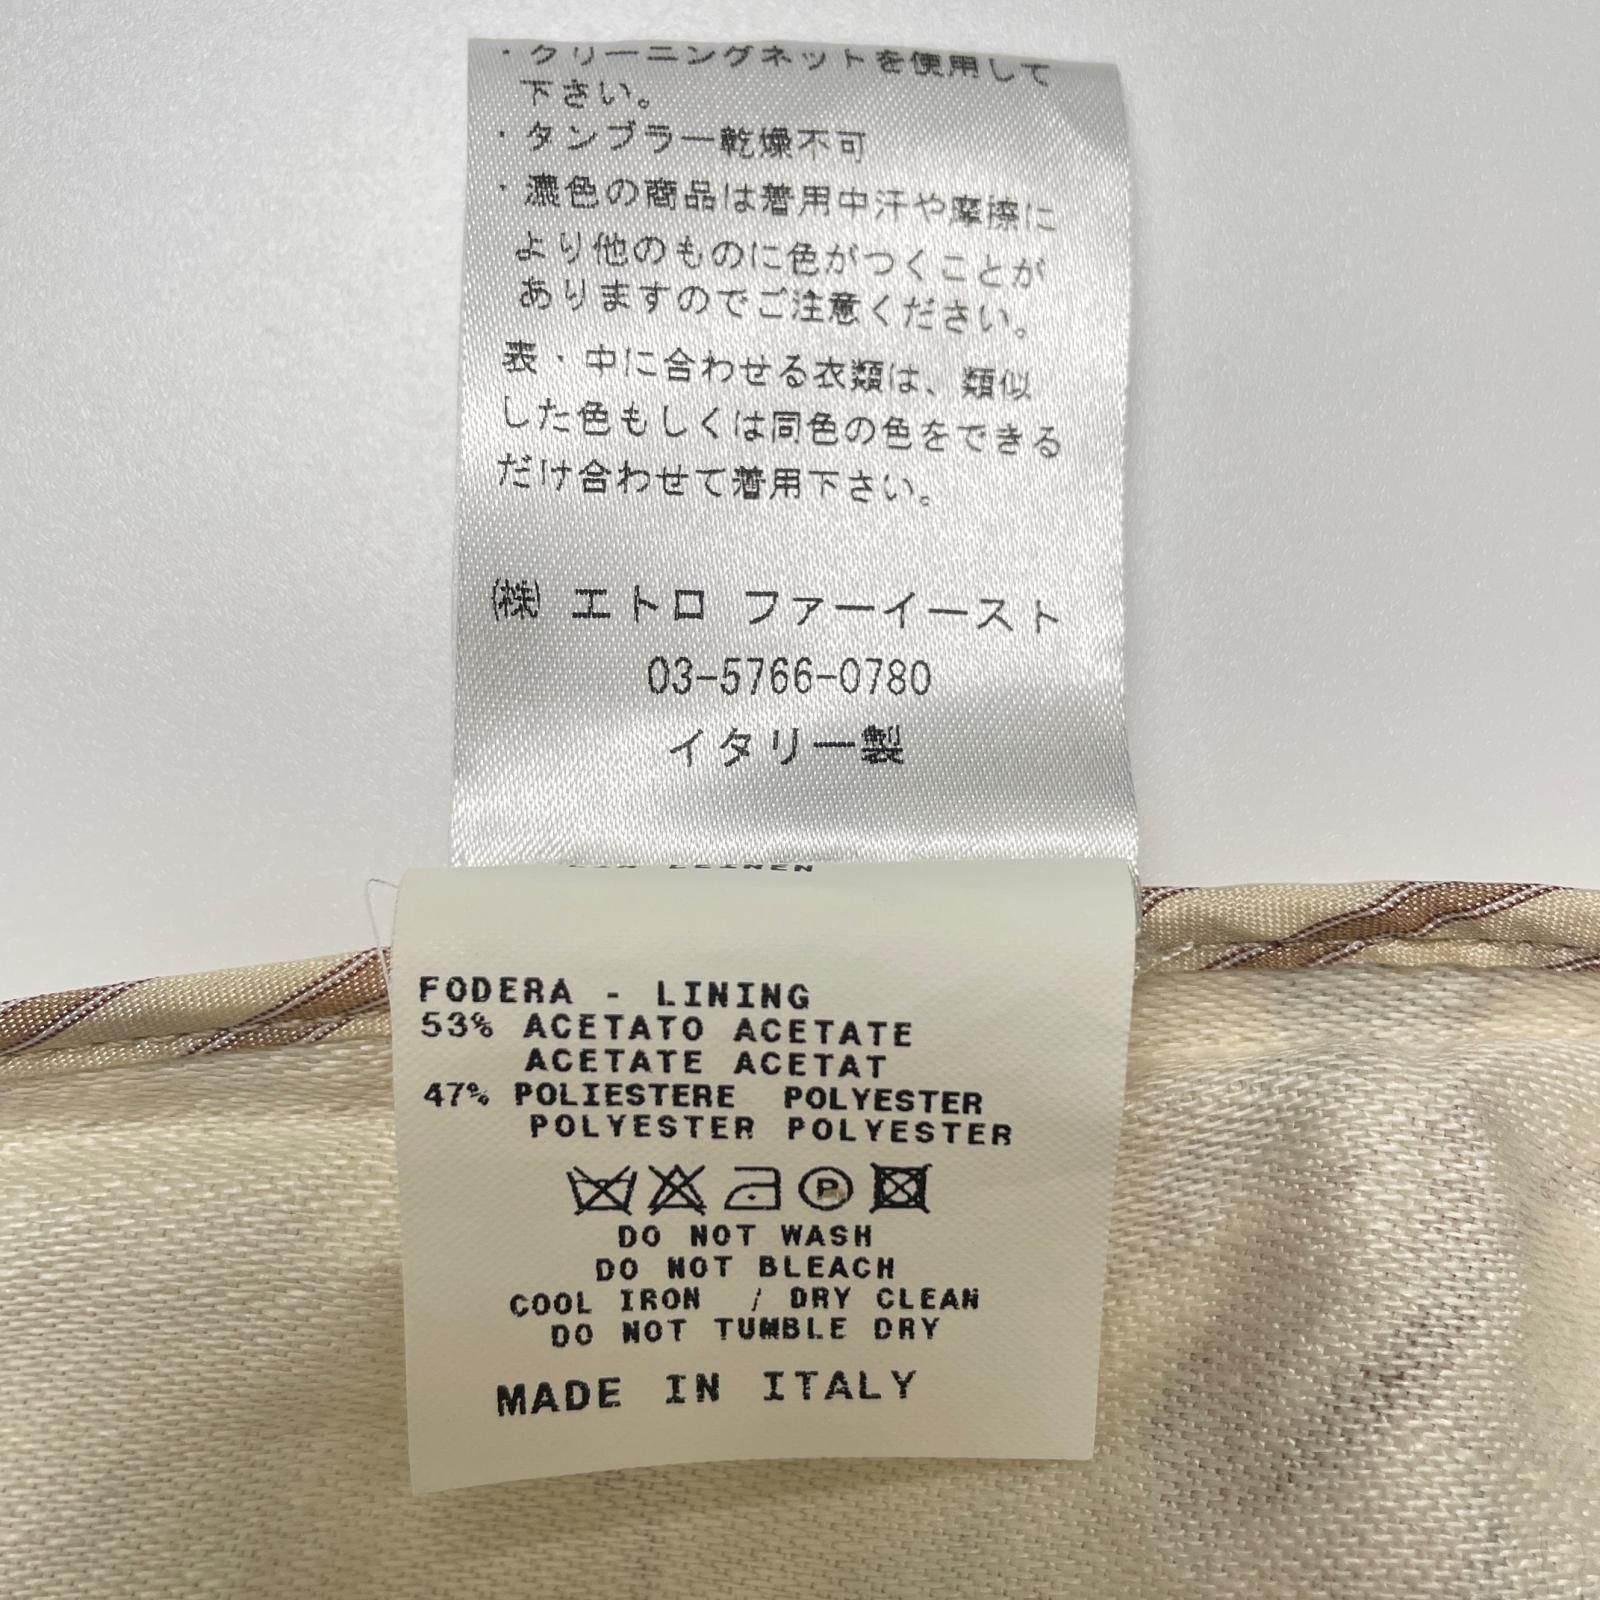 ・クリーニングネットを使用して
下さい。
・タンブラー乾燥不可
・濃色の商品は着用中汗や摩擦に
より他のものに色がつくことが
ありますのでご注意ください。
表・中に合わせる衣類は、類似
した色もしくは同色の色をできる
だけ合わせて着用下さい。
㈱ エトロ ファーイースト
03-5766-0780
イタリー製
FODERA - LINING
53% ACETATO ACETATE
ACETATE ACETAT
47% POLIESTERE POLYESTER
POLYESTER POLYESTER
P
DO NOT WASH
DO NOT BLEACH
COOL IRON / DRY CLEAN
DO NOT TUMBLE DRY
MADE IN ITALY